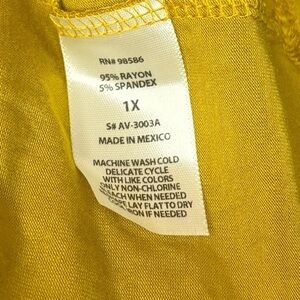 RN# 98586
95% RAYON
5% SPANDEX
1X
S# AV-3003A
MADE IN MEXICO
MACHINE WASH COLD
DELICATE CYCLE
WITH LIKE COLORS
ONLY NON-CHLORINE
WHEN NEEDED
LAY FLAT TO DRY
IRON IF NEEDED